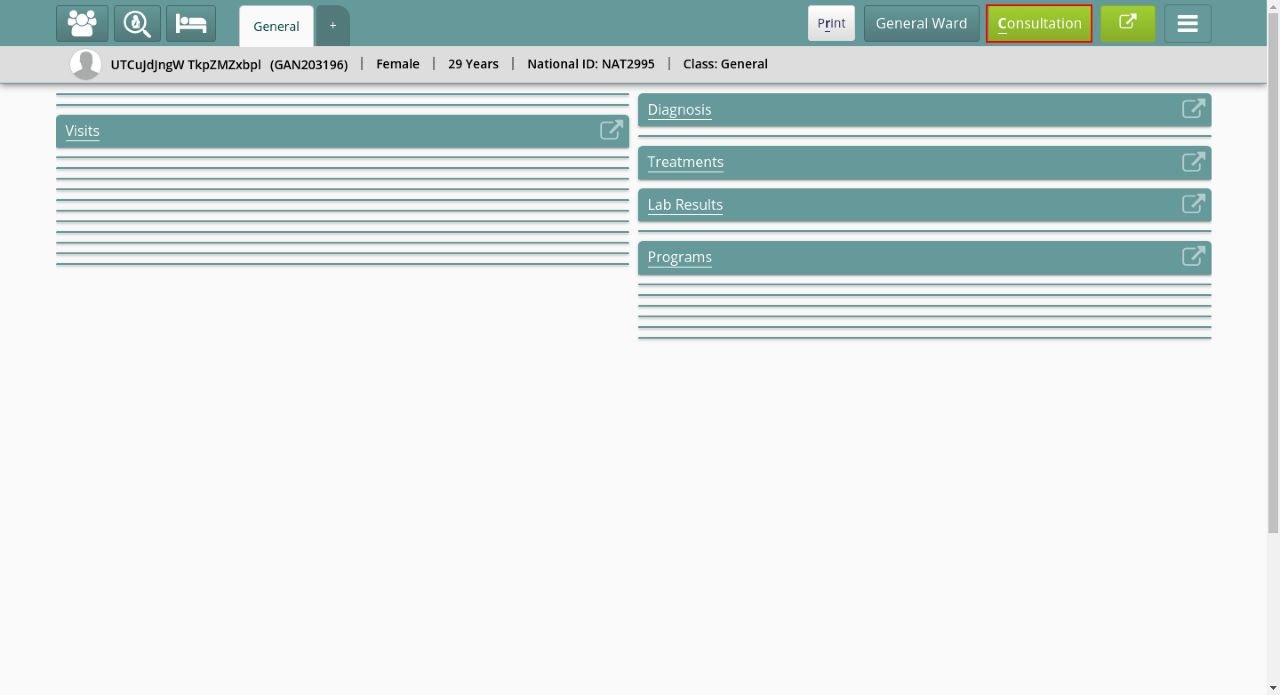 General
+
Print
General Ward
Consultation
UTCuJdJngW TkpZMZxbpl (GAN203196) | Female | 29 Years | National ID: NAT2995 | Class: General
Visits
Diagnosis
Treatments
Lab Results
Programs